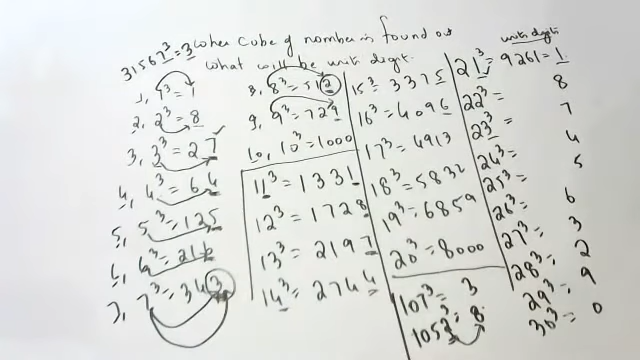 31567³ = 3 When Cube of number is found out
What will be unit digit.
1, 1³ = 1
2, 2³ = 8
3, 3³ = 27
4, 4³ = 64
5, 5³ = 125
6, 6³ = 216
7, 7³ = 343
8, 8³ = 512
9, 9³ = 729
10, 10³ = 1000
11³ = 1331
12³ = 1728
13³ = 2197
14³ = 2744
15³ = 3375
16³ = 4096
17³ = 4913
18³ = 5832
19³ = 6859
20³ = 8000
107³ = 3
1052³ = 8
unit digit
21³ = 9261 = 1
22³ = 8
23³ = 7
24³ = 4
25³ = 5
26³ = 6
27³ = 3
28³ = 2
29³ = 9
30³ = 0